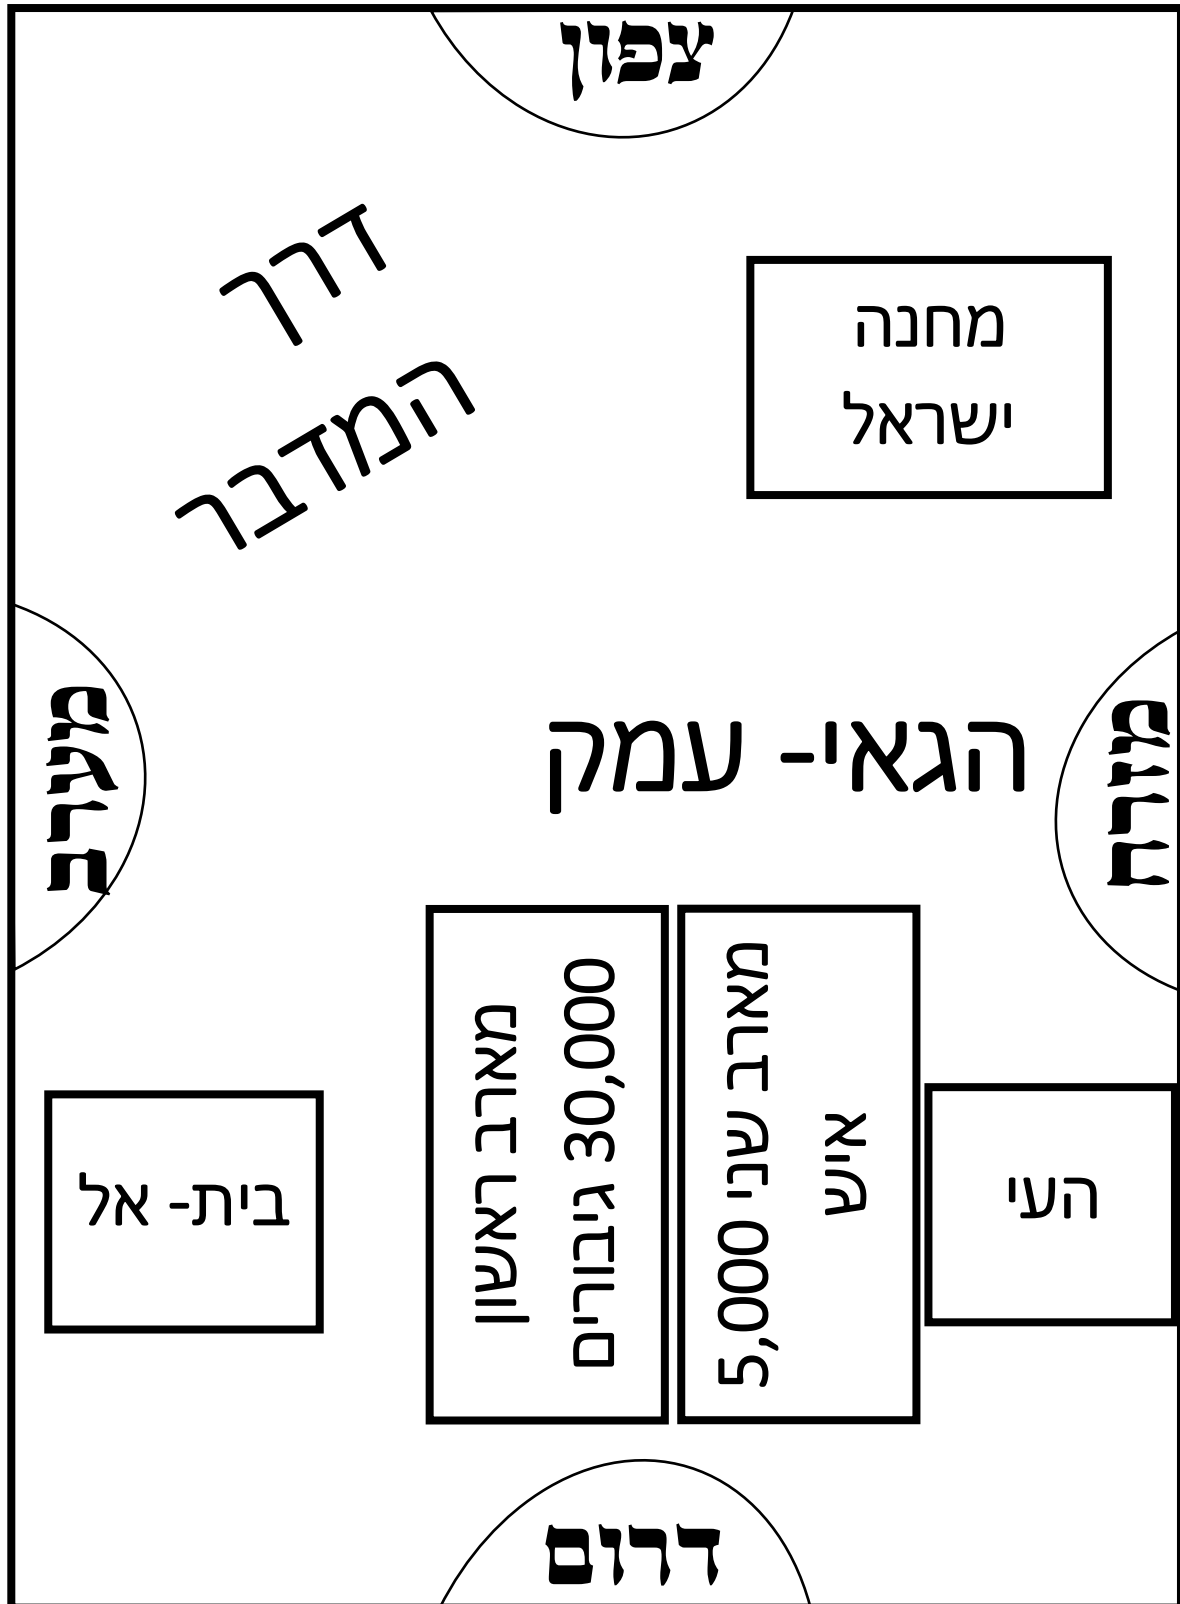 צפון
דרך
המדבר
מחנה
ישראל
מערב
מזרח
הגאי- עמק
מארב ראשון
30,000 גיבורים
מארב שני 5,000
איש
בית- אל
העי
דרום